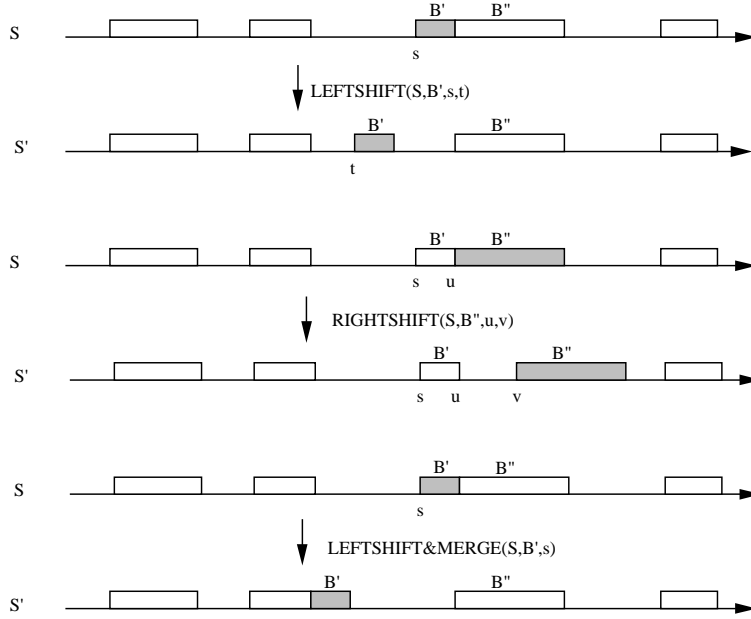 B' B"
S
s
LEFTSHIFT(S,B',s,t)
B' B"
S'
t
B' B"
S
s u
RIGHTSHIFT(S,B",u,v)
B' B"
S'
s u v
B' B"
S
s
LEFTSHIFT&MERGE(S,B',s)
B' B"
S'